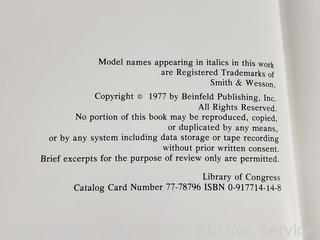 Model names appearing in italics in this work
are Registered Trademarks of
Smith & Wesson.
Copyright © 1977 by Beinfeld Publishing, Inc.
All Rights Reserved.
No portion of this book may be reproduced, copied,
or duplicated by any means,
or by any system including data storage or tape recording
without prior written consent.
Brief excerpts for the purpose of review only are permitted.
Library of Congress
Catalog Card Number 77-78796 ISBN 0-917714-14-8
Sound Auction Service